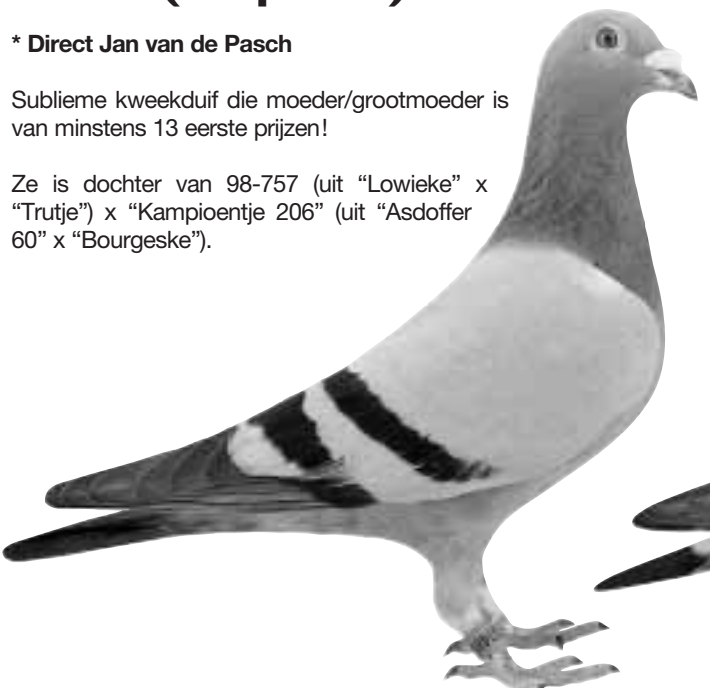 * Direct Jan van de Pasch
Sublieme kweekduif die moeder/grootmoeder is
van minstens 13 eerste prijzen!
Ze is dochter van 98-757 (uit “Lowieke” x
“Trutje”) x “Kampioentje 206” (uit “Asdoffer
60” x “Bourgeske”).